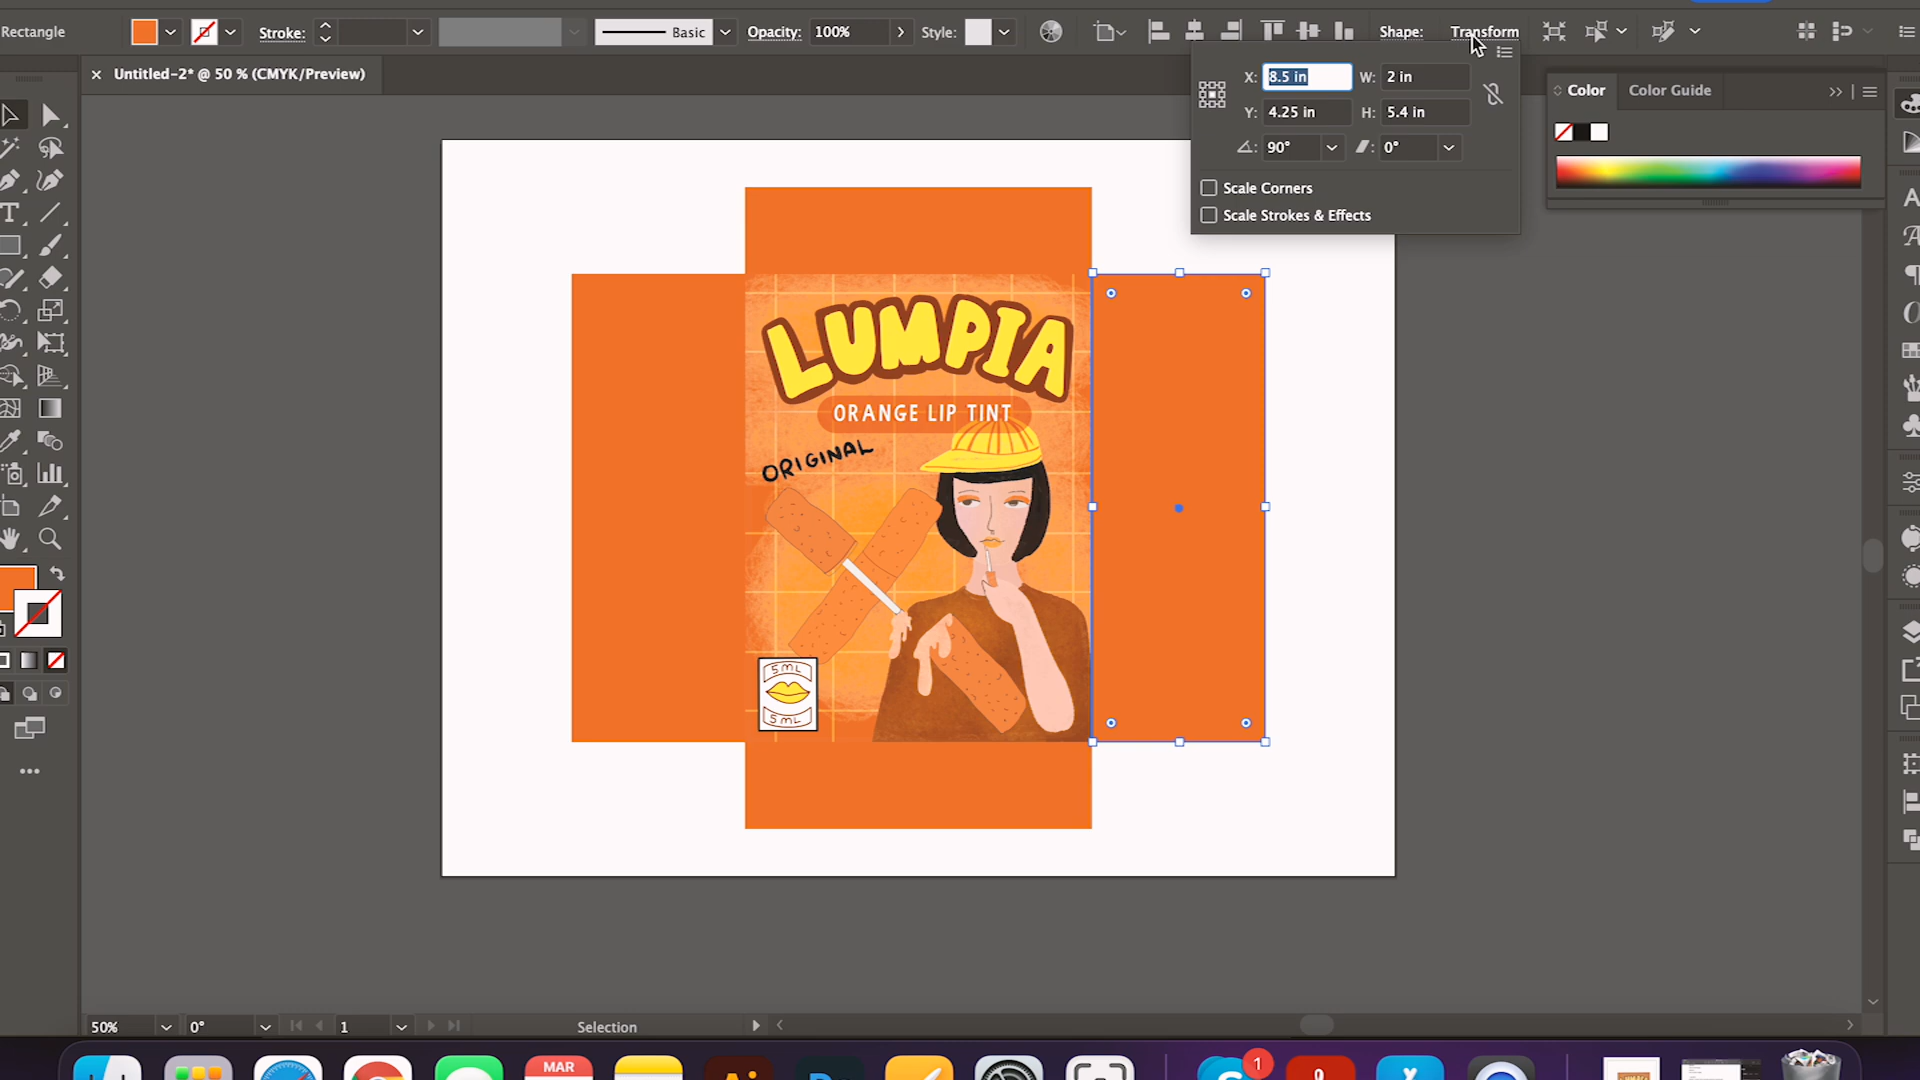 Rectangle
Stroke:
Basic
Opacity:
100%
Style:
Shape:
Transform
Untitled-2* @ 50 % (CMYK/Preview)
X:
8.5 in
W:
2 in
Y:
4.25 in
H:
5.4 in
90°
0°
Scale Corners
Scale Strokes & Effects
Color
Color Guide
LUMPIA
ORANGE LIP TINT
ORIGINAL
5ML
5ML
50%
0°
1
Selection
MAR
1